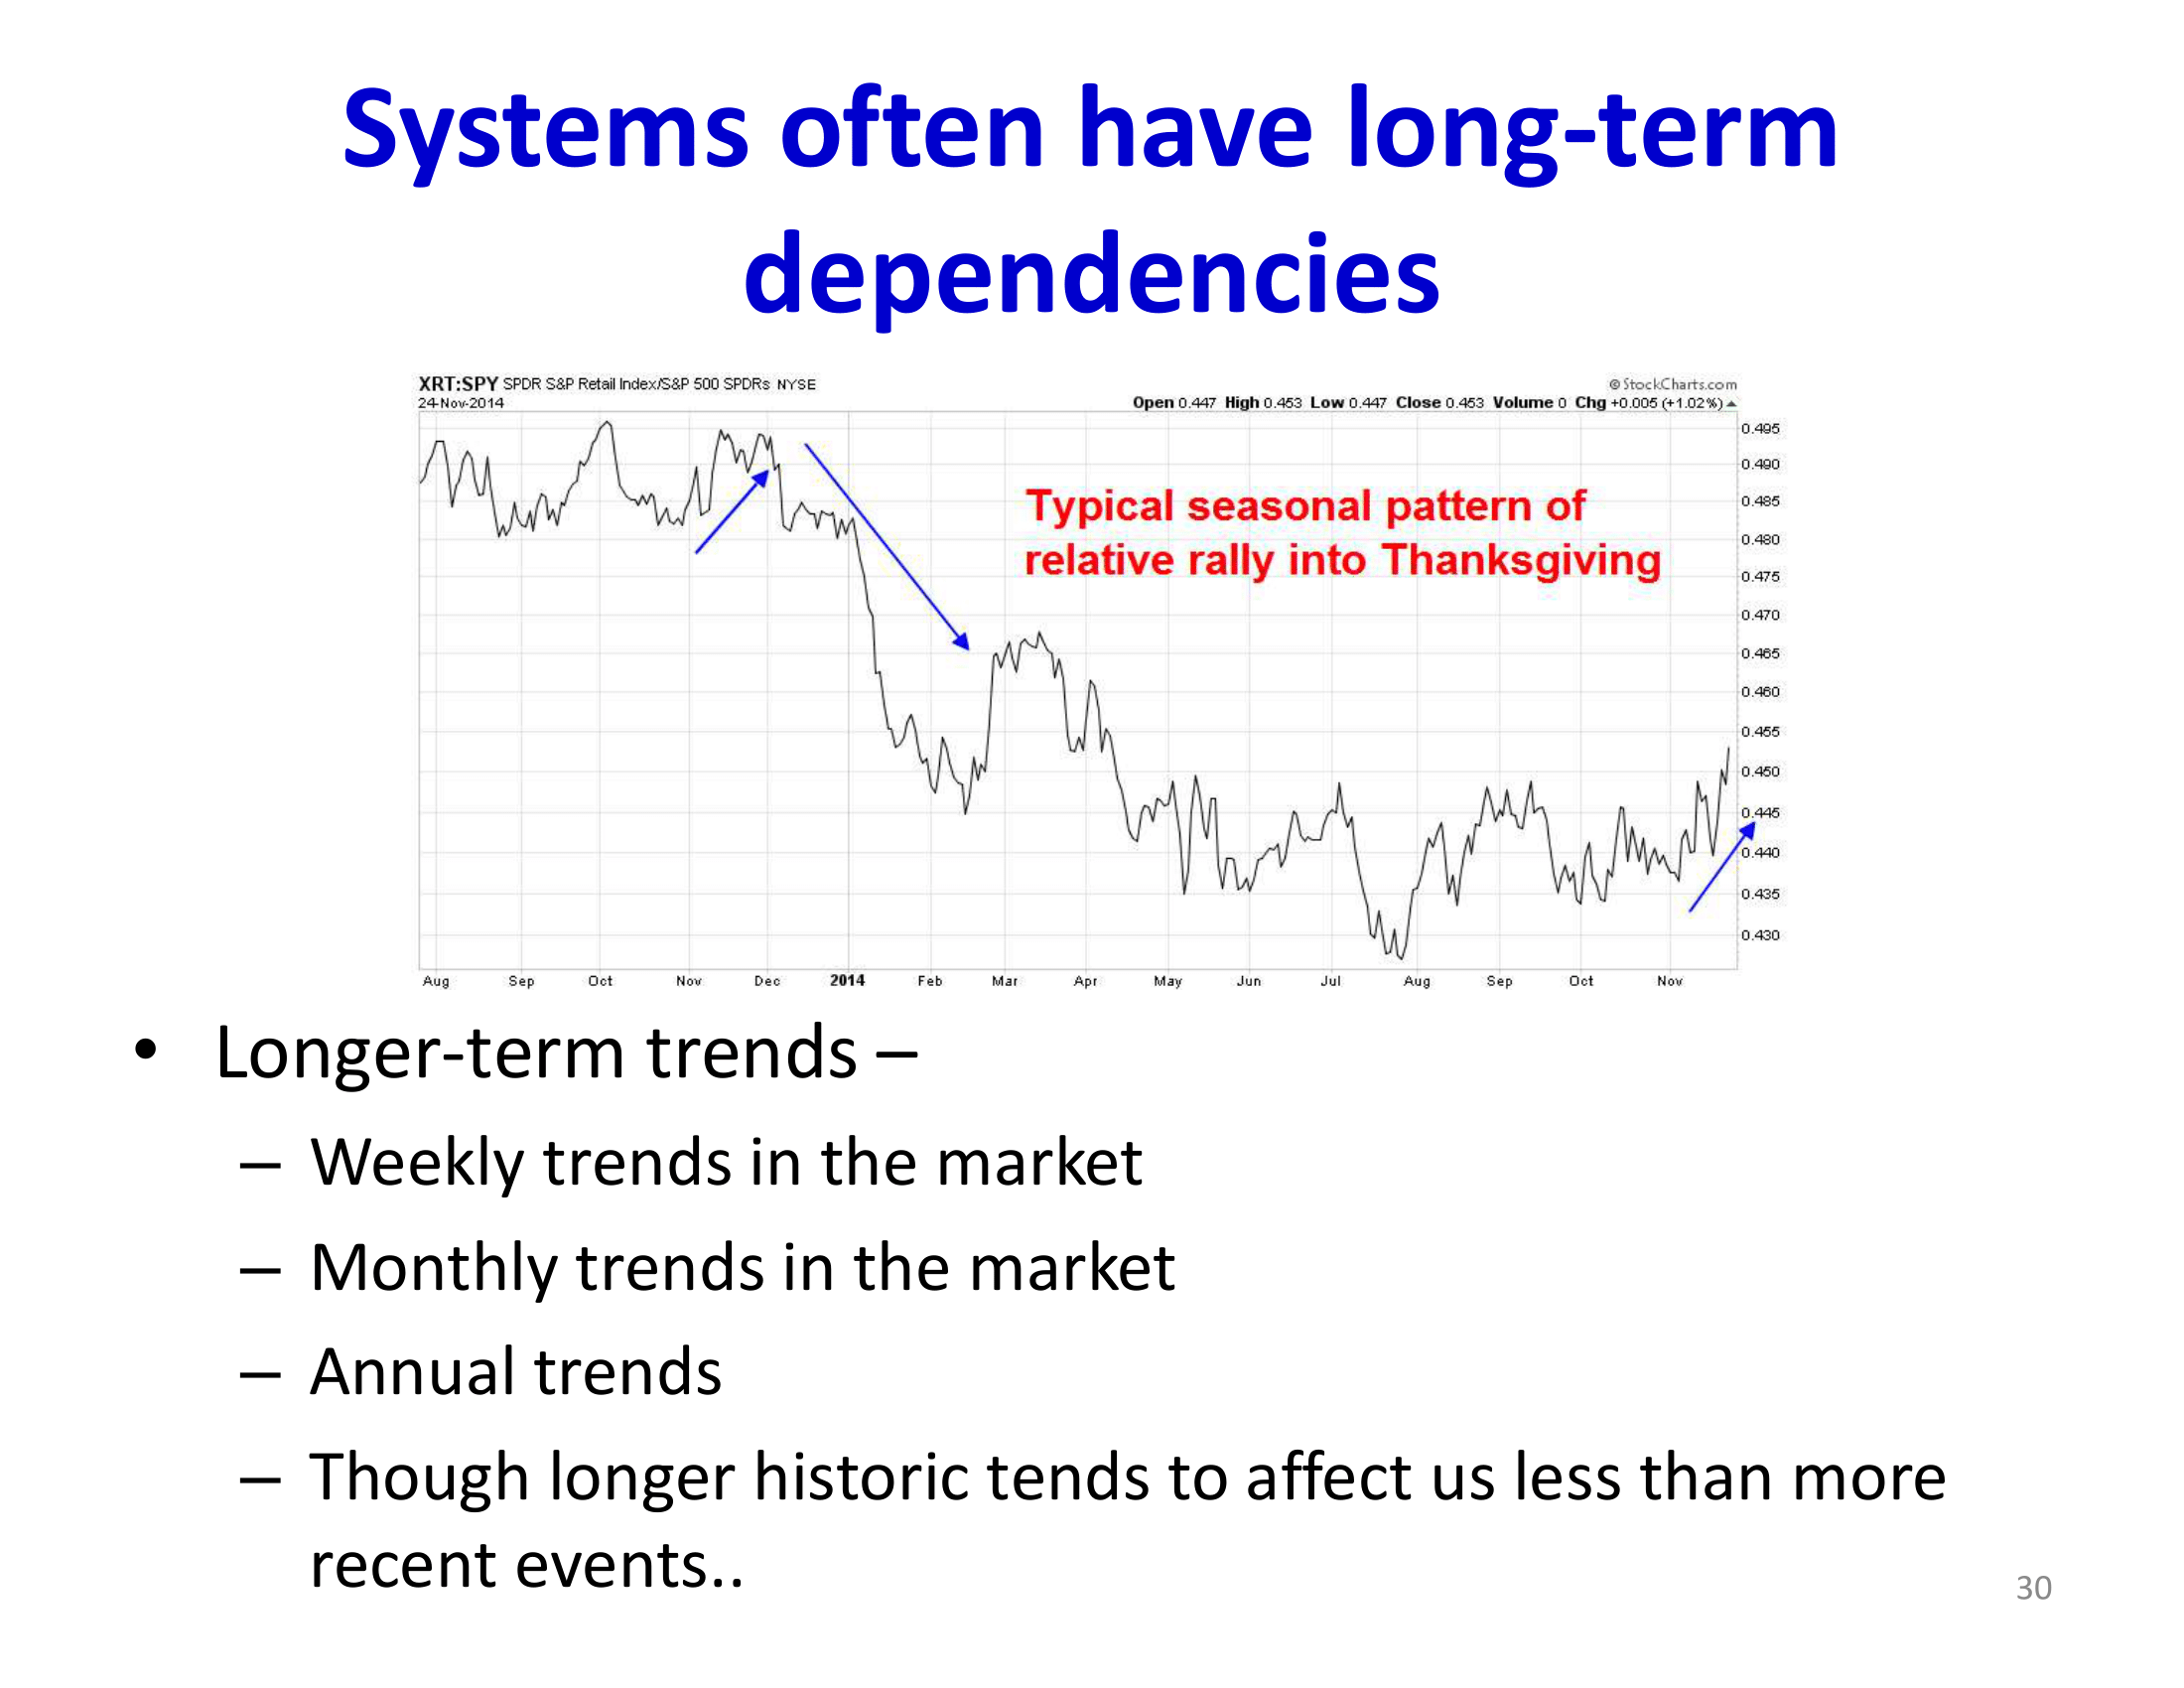 Systems often have long-term
dependencies
XRT:SPY SPDR S&P Retail Index/S&P 500 SPDRs NYSE
© StockCharts.com
24-Nov-2014
Open 0.447 High 0.453 Low 0.447 Close 0.453 Volume 0 Chg +0.005 (+1.02%)
0.495
0.490
Typical seasonal pattern of
0.485
0.480
relative rally into Thanksgiving
0.475
0.470
0.465
0.460
0.455
0.450
0.445
0.440
0.435
0.430
Aug Sep Oct Nov Dec 2014 Feb Mar Apr May Jun Jul Aug Sep Oct Nov
• Longer-term trends –
– Weekly trends in the market
– Monthly trends in the market
– Annual trends
– Though longer historic tends to affect us less than more
recent events..
30